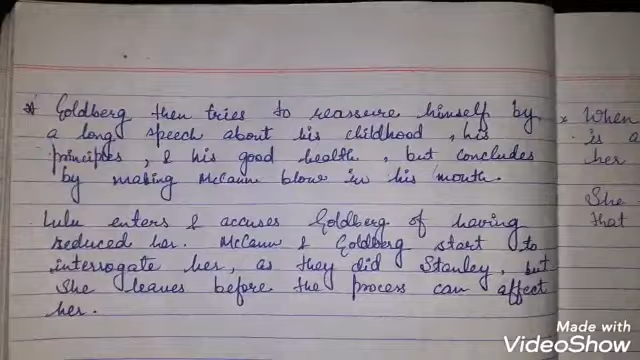 * Goldberg then tries to reassure himself by
a long speech about his childhood, his
principles, & his good health, but concludes
by making McCann blow in his mouth.
Lulu enters & accuses Goldberg of having
seduced her. McCann & Goldberg start to
interrogate her, as they did Stanley, but
she leaves before the process can affect
her.
* When
is a
her
She
that
Made with
VideoShow